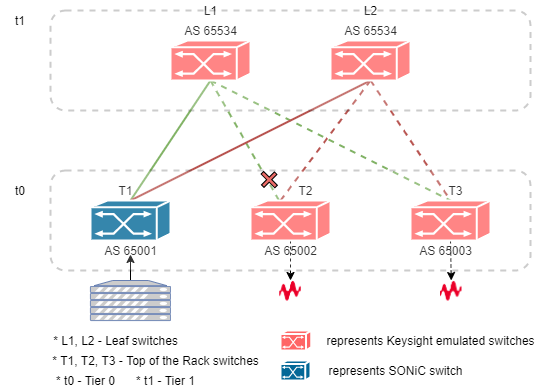 t1
L1
L2
AS 65534
AS 65534
t0
T1
T2
T3
AS 65001
AS 65002
AS 65003
* L1, L2 - Leaf switches
* T1, T2, T3 - Top of the Rack switches
* t0 - Tier 0 * t1 - Tier 1
represents Keysight emulated switches
represents SONiC switch